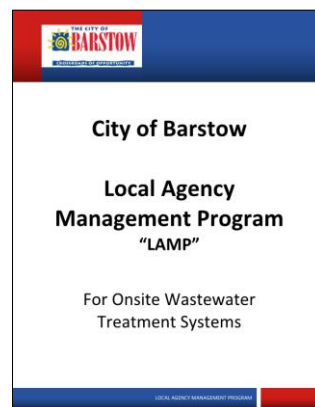 THE CITY OF
BARSTOW
CROSSROADS OF OPPORTUNITY
City of Barstow
Local Agency
Management Program
“LAMP”
For Onsite Wastewater
Treatment Systems
LOCAL AGENCY MANAGEMENT PROGRAM